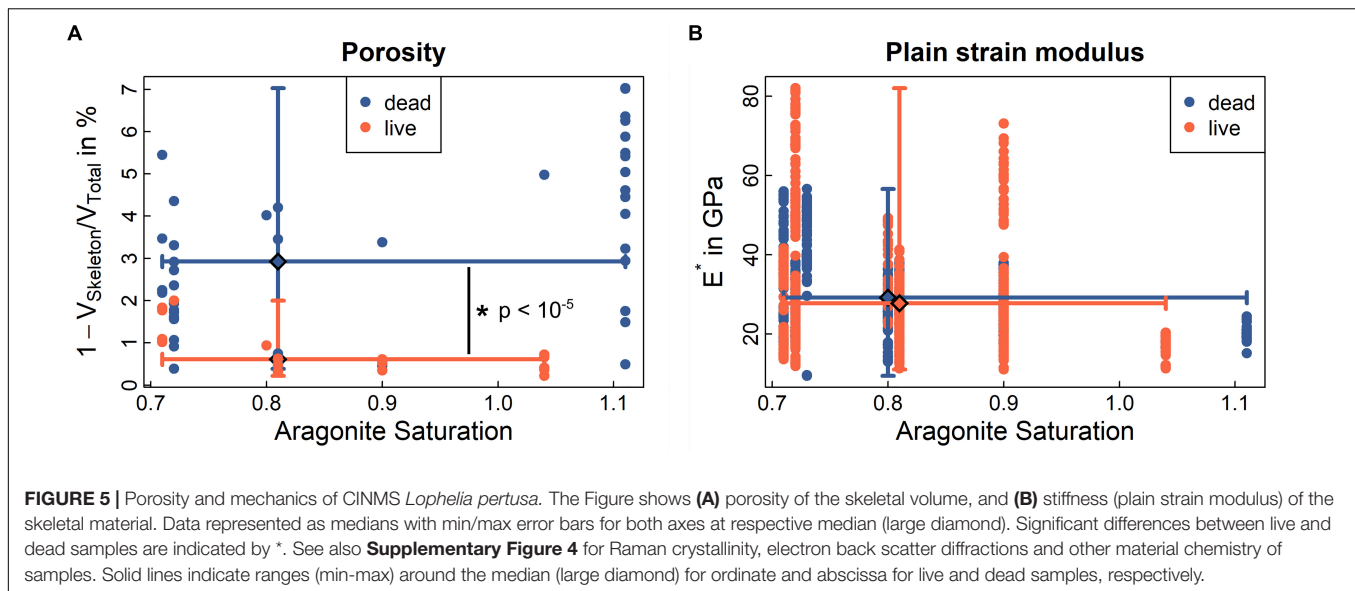 A
Porosity
1 – VSkeleton/VTotal in %
7
6
5
4
3
2
1
0
dead
live
* p < 10-5
0.7 0.8 0.9 1.0 1.1
Aragonite Saturation
B
Plain strain modulus
E* in GPa
80
60
40
20
dead
live
0.7 0.8 0.9 1.0 1.1
Aragonite Saturation
FIGURE 5 | Porosity and mechanics of CINMS Lophelia pertusa. The Figure shows (A) porosity of the skeletal volume, and (B) stiffness (plain strain modulus) of the
skeletal material. Data represented as medians with min/max error bars for both axes at respective median (large diamond). Significant differences between live and
dead samples are indicated by *. See also Supplementary Figure 4 for Raman crystallinity, electron back scatter diffractions and other material chemistry of
samples. Solid lines indicate ranges (min-max) around the median (large diamond) for ordinate and abscissa for live and dead samples, respectively.